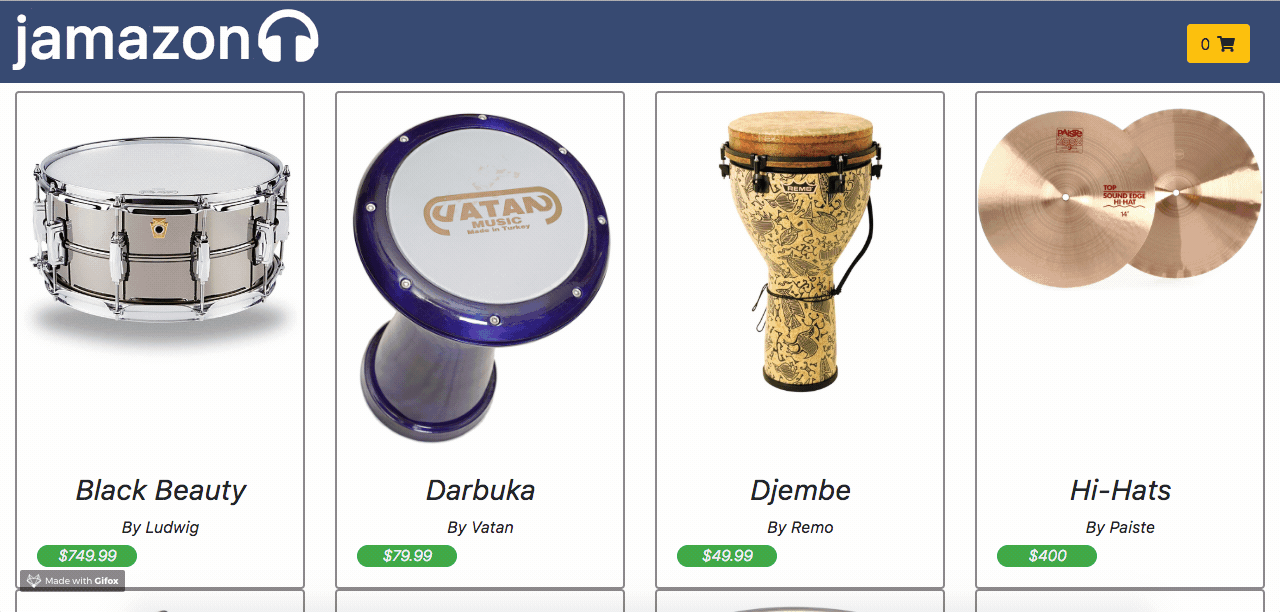 jamazon
0
VATAN
MUSIC
Made in Turkey
REMO
PAISTE
TOP
SOUND EDGE
HI-HAT
14"
Black Beauty
Darbuka
Djembe
Hi-Hats
By Ludwig
By Vatan
By Remo
By Paiste
$749.99
$79.99
$49.99
$400
Made with Gifox